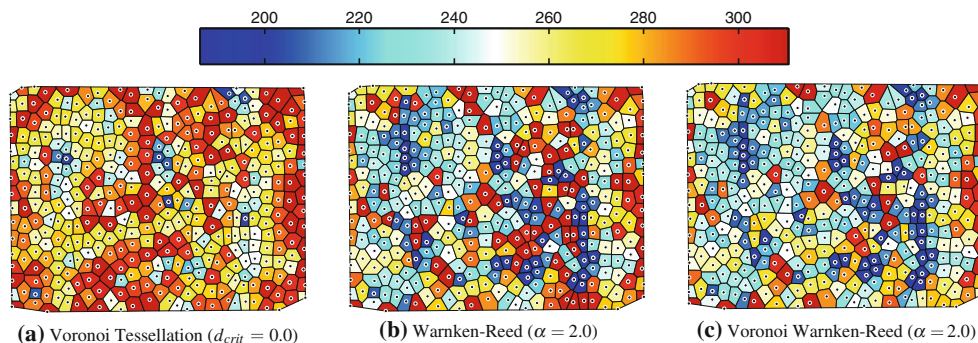 200 220 240 260 280 300
(a) Voronoi Tessellation (d_crit = 0.0) (b) Warnken-Reed (α = 2.0) (c) Voronoi Warnken-Reed (α = 2.0)